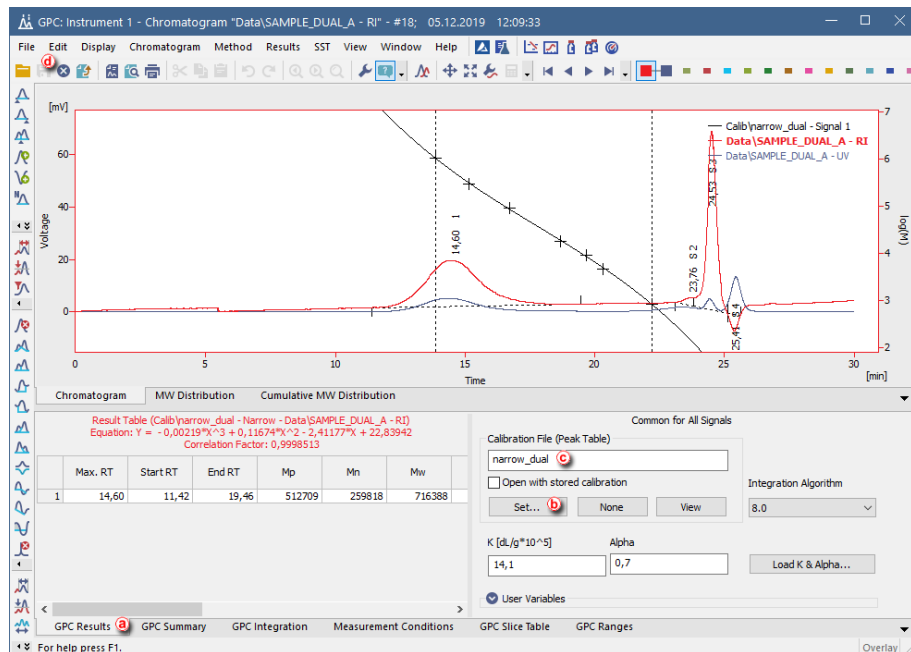 GPC: Instrument 1 - Chromatogram "Data\SAMPLE_DUAL_A - RI" - #18; 05.12.2019 12:09:33
File Edit Display Chromatogram Method Results SST View Window Help
d
[mV]
60
40
20
0
Voltage
7
6
5
4
3
2
log(M)
Calib\narrow_dual - Signal 1
Data\SAMPLE_DUAL_A - RI
Data\SAMPLE_DUAL_A - UV
14,60 1
23,76 S 2
24,53 S 3
25,41 S 4
0 5 10 15 20 25 30
Time
[min]
Chromatogram MW Distribution Cumulative MW Distribution
Result Table (Calib\narrow_dual - Narrow - Data\SAMPLE_DUAL_A - RI)
Equation: Y = - 0,00219*X^3 + 0,11674*X^2 - 2,41177*X + 22,83942
Correlation Factor: 0,9998513
Max. RT Start RT End RT Mp Mn Mw
1 14,60 11,42 19,46 512709 259818 716388
Common for All Signals
Calibration File (Peak Table)
narrow_dual c
Open with stored calibration
Set... b None View
Integration Algorithm
8.0
K [dL/g*10^5] Alpha
14,1 0,7 Load K & Alpha...
User Variables
GPC Results a GPC Summary GPC Integration Measurement Conditions GPC Slice Table GPC Ranges
For help press F1. Overlay